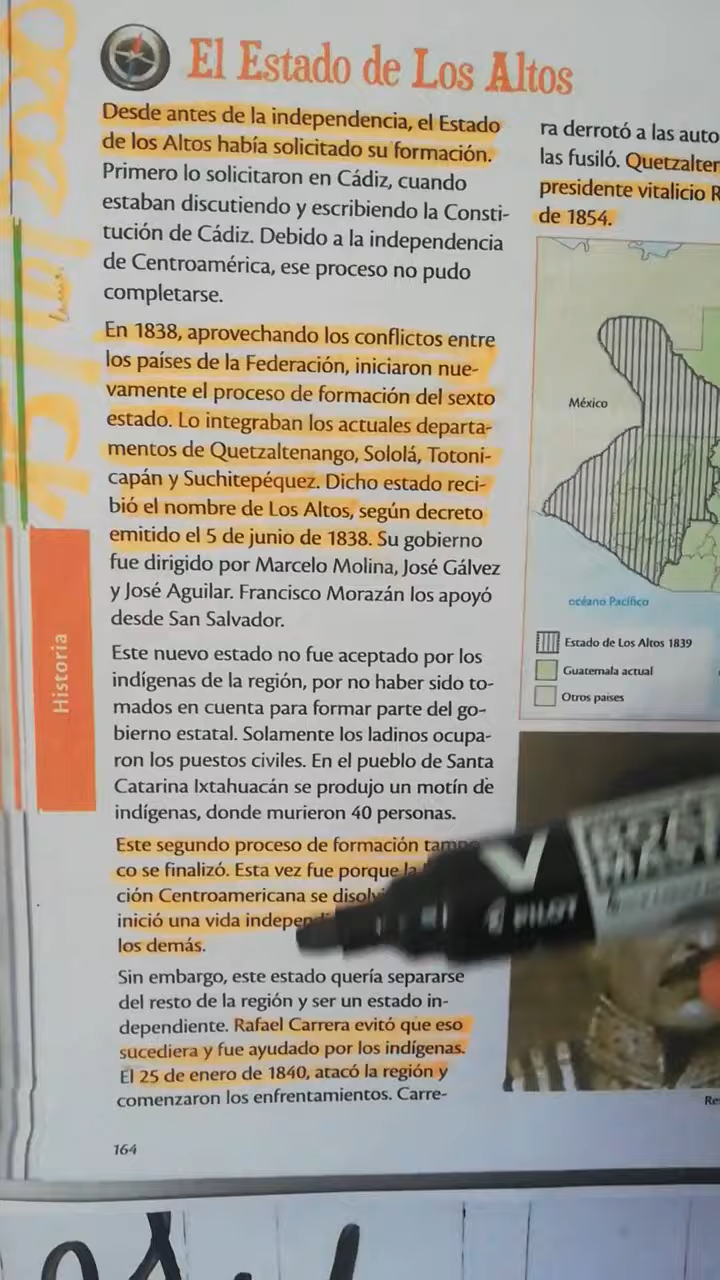 El Estado de Los Altos
Desde antes de la independencia, el Estado
de los Altos había solicitado su formación.
Primero lo solicitaron en Cádiz, cuando
estaban discutiendo y escribiendo la Consti-
tución de Cádiz. Debido a la independencia
de Centroamérica, ese proceso no pudo
completarse.
En 1838, aprovechando los conflictos entre
los países de la Federación, iniciaron nue-
vamente el proceso de formación del sexto
estado. Lo integraban los actuales departa-
mentos de Quetzaltenango, Sololá, Totoni-
capán y Suchitepéquez. Dicho estado reci-
bió el nombre de Los Altos, según decreto
emitido el 5 de junio de 1838. Su gobierno
fue dirigido por Marcelo Molina, José Gálvez
y José Aguilar. Francisco Morazán los apoyó
desde San Salvador.
Este nuevo estado no fue aceptado por los
indígenas de la región, por no haber sido to-
mados en cuenta para formar parte del go-
bierno estatal. Solamente los ladinos ocupa-
ron los puestos civiles. En el pueblo de Santa
Catarina Ixtahuacán se produjo un motín de
indígenas, donde murieron 40 personas.
Este segundo proceso de formación
co se finalizó. Esta vez fue porque la
ción Centroamericana se
inició una vida
los demás.
Sin embargo, este estado quería separarse
del resto de la región y ser un estado in-
dependiente. Rafael Carrera evitó que eso
sucediera y fue ayudado por los indígenas.
El 25 de enero de 1840, atacó la región y
comenzaron los enfrentamientos. Carre-
164
Historia
ra derrotó a las
las fusiló.
presidente vitalicio
de 1854.
México
océano Pacífico
Estado de Los Altos 1839
Guatemala actual
Otros países
PILOT